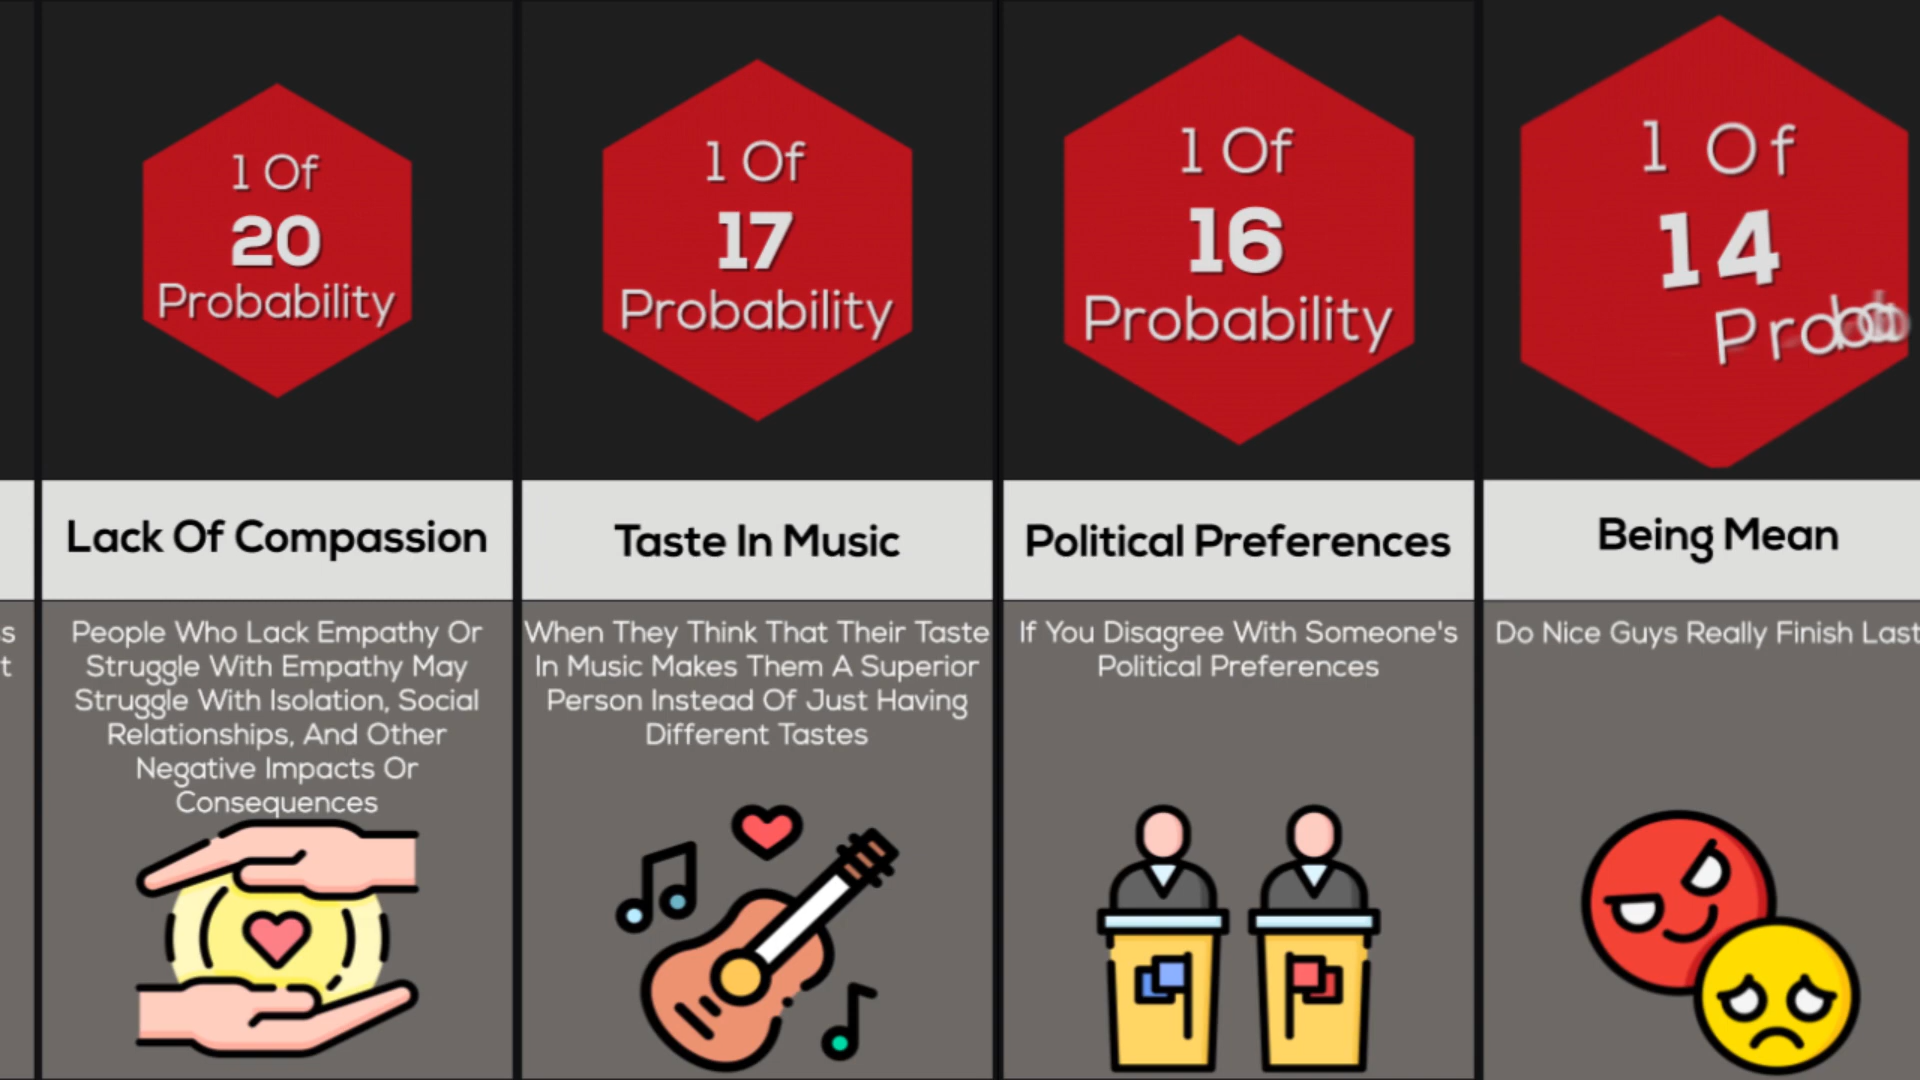 1 Of
20
Probability
Lack Of Compassion
People Who Lack Empathy Or
Struggle With Empathy May
Struggle With Isolation, Social
Relationships, And Other
Negative Impacts Or
Consequences
1 Of
17
Probability
Taste In Music
When They Think That Their Taste
In Music Makes Them A Superior
Person Instead Of Just Having
Different Tastes
1 Of
16
Probability
Political Preferences
If You Disagree With Someone's
Political Preferences
1 Of
14
Being Mean
Do Nice Guys Really Finish Last